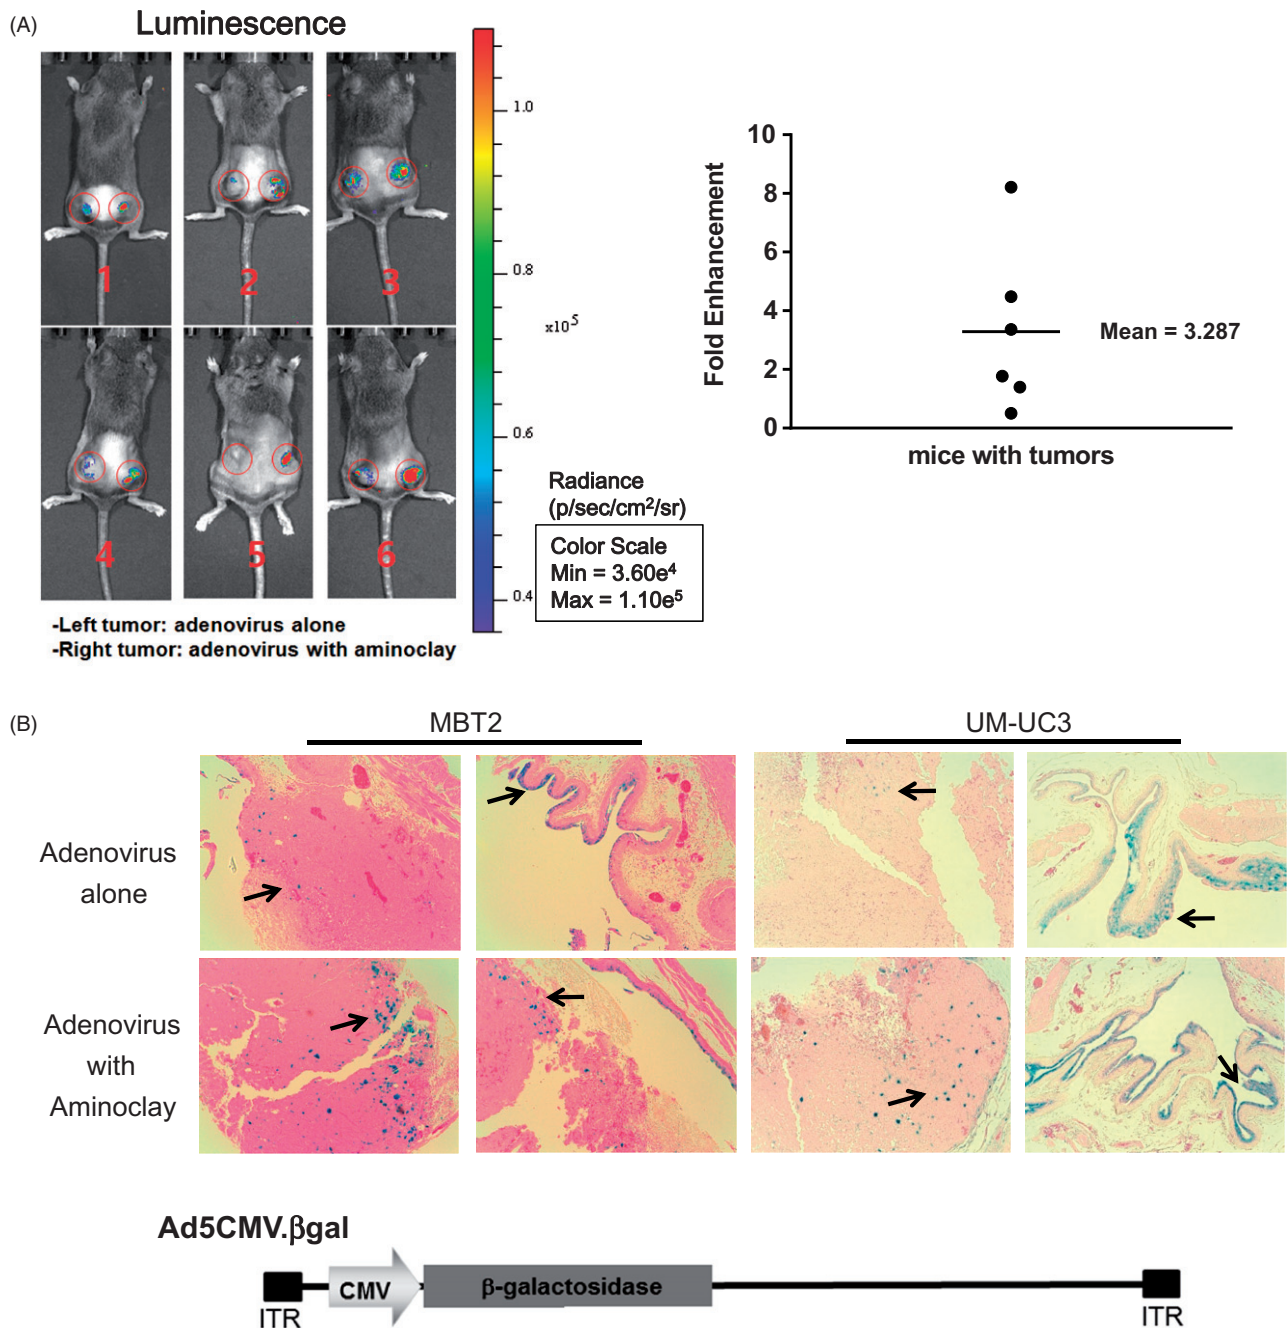 (A)
Luminescence
1
2
3
4
5
6
1.0
0.8
x10⁵
0.6
0.4
Radiance
(p/sec/cm²/sr)
Color Scale
Min = 3.60e⁴
Max = 1.10e⁵
-Left tumor: adenovirus alone
-Right tumor: adenovirus with aminoclay
Fold Enhancement
10
8
6
4
2
0
Mean = 3.287
mice with tumors
(B)
MBT2
UM-UC3
Adenovirus
alone
Adenovirus
with
Aminoclay
Ad5CMV.βgal
CMV
β-galactosidase
ITR
ITR